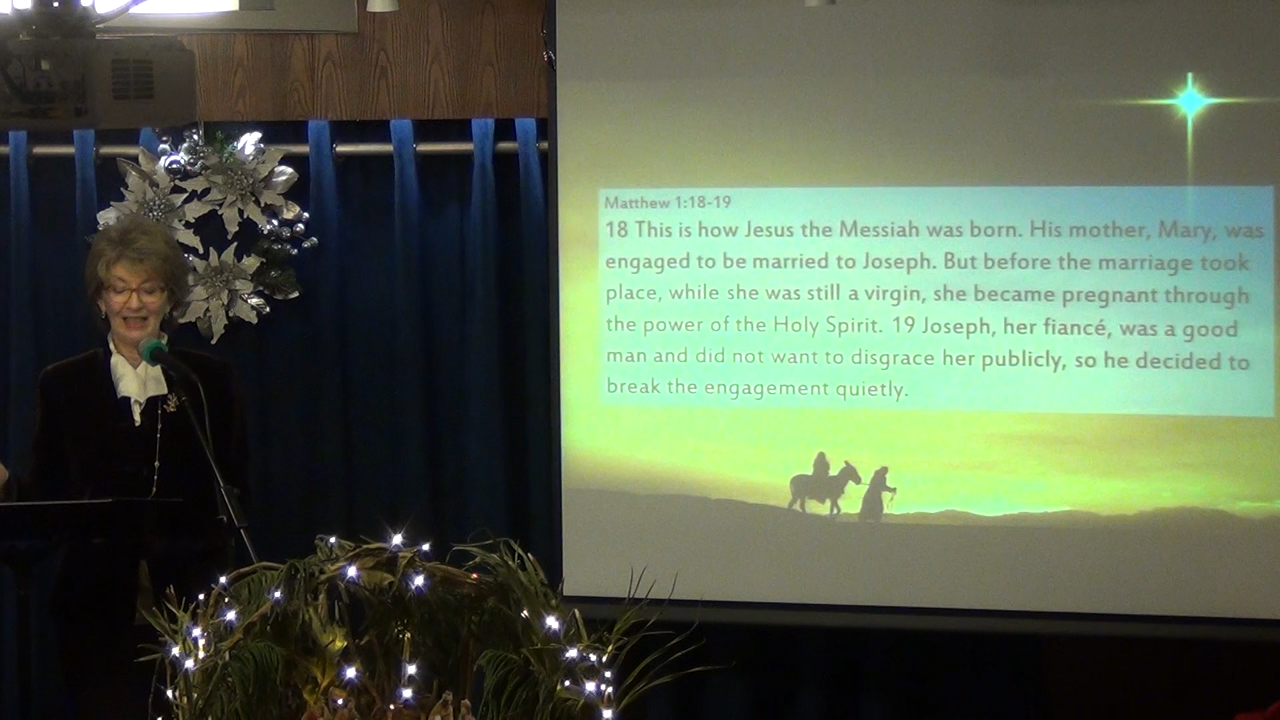 Matthew 1:18-19
18 This is how Jesus the Messiah was born. His mother, Mary, was
engaged to be married to Joseph. But before the marriage took
place, while she was still a virgin, she became pregnant through
the power of the Holy Spirit. 19 Joseph, her fiancé, was a good
man and did not want to disgrace her publicly, so he decided to
break the engagement quietly.